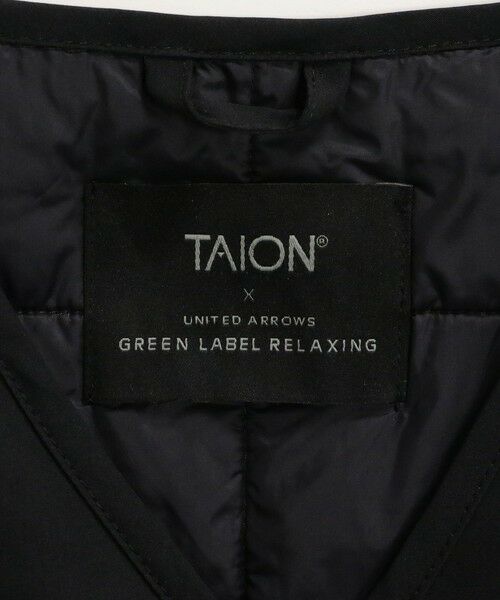 TAION®
X
UNITED ARROWS
GREEN LABEL RELAXING